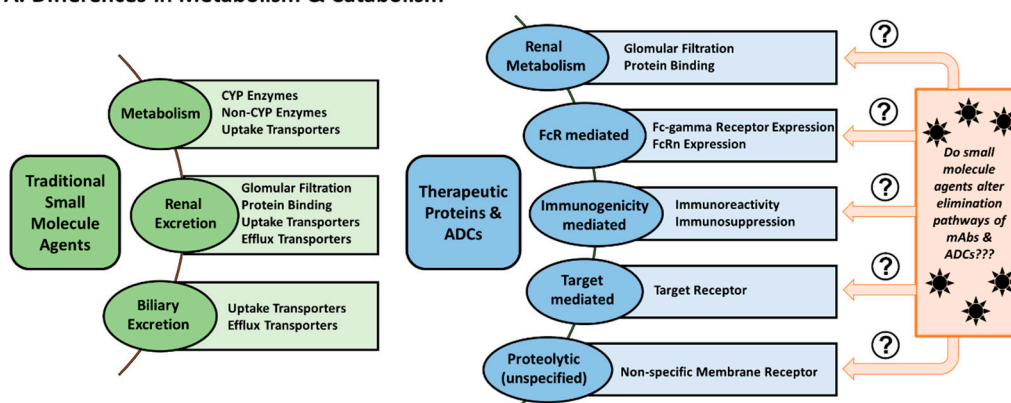 A. Differences in Metabolism & Catabolism
Traditional
Small
Molecule
Agents
Metabolism
CYP Enzymes
Non-CYP Enzymes
Uptake Transporters
Renal
Excretion
Glomular Filtration
Protein Binding
Uptake Transporters
Efflux Transporters
Biliary
Excretion
Uptake Transporters
Efflux Transporters
Therapeutic
Proteins &
ADCs
Renal
Metabolism
Glomular Filtration
Protein Binding
FcR mediated
Fc-gamma Receptor Expression
FcRn Expression
Immunogenicity
mediated
Immunoreactivity
Immunosuppression
Target
mediated
Target Receptor
Proteolytic
(unspecified)
Non-specific Membrane Receptor
?
?
?
?
?
Do small
molecule
agents alter
elimination
pathways of
mAbs &
ADCs???